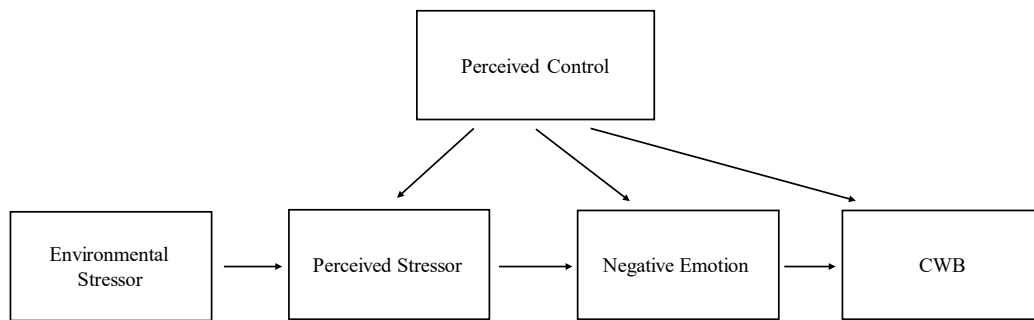 Perceived Control
Environmental
Stressor
Perceived Stressor
Negative Emotion
CWB